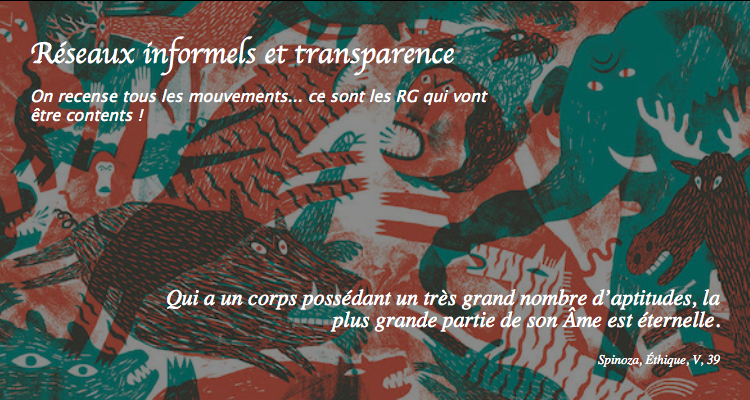 Réseaux informels et transparence
On recense tous les mouvements... ce sont les RG qui vont
être contents !
Qui a un corps possédant un très grand nombre d'aptitudes, la
plus grande partie de son Âme est éternelle.
Spinoza, Éthique, V, 39